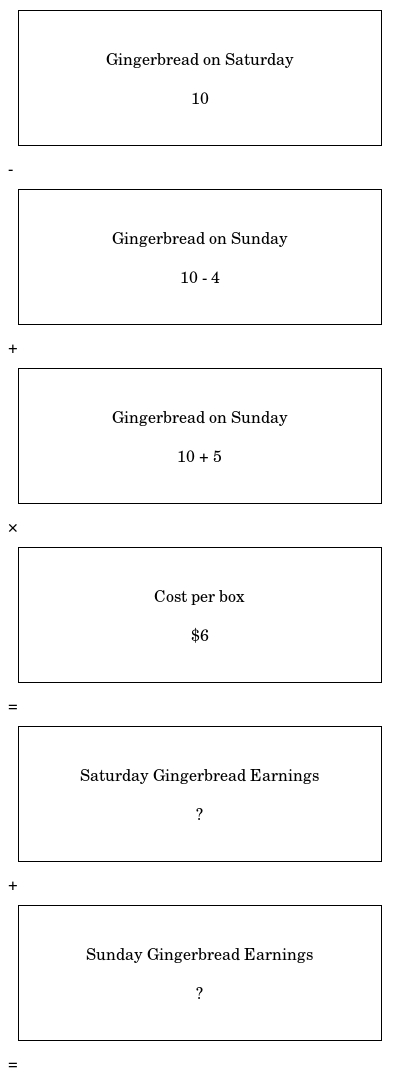 Gingerbread on Saturday
10
-
Gingerbread on Sunday
10 - 4
+
Gingerbread on Sunday
10 + 5
×
Cost per box
$6
=
Saturday Gingerbread Earnings
?
+
Sunday Gingerbread Earnings
?
=